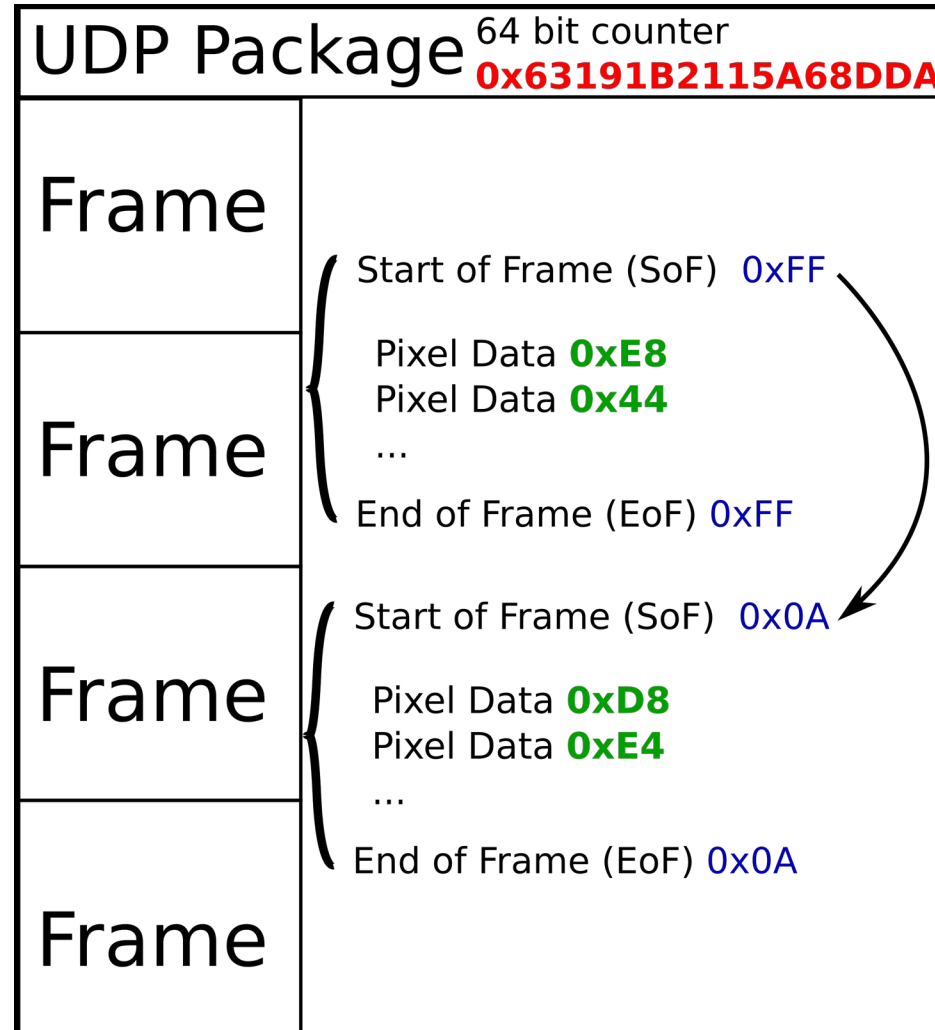 UDP Package
64 bit counter
0x63191B2115A68DDA
Frame
Start of Frame (SoF) 0xFF
Pixel Data 0xE8
Pixel Data 0x44
...
End of Frame (EoF) 0xFF
Frame
Start of Frame (SoF) 0x0A
Pixel Data 0xD8
Pixel Data 0xE4
...
End of Frame (EoF) 0x0A
Frame
Frame